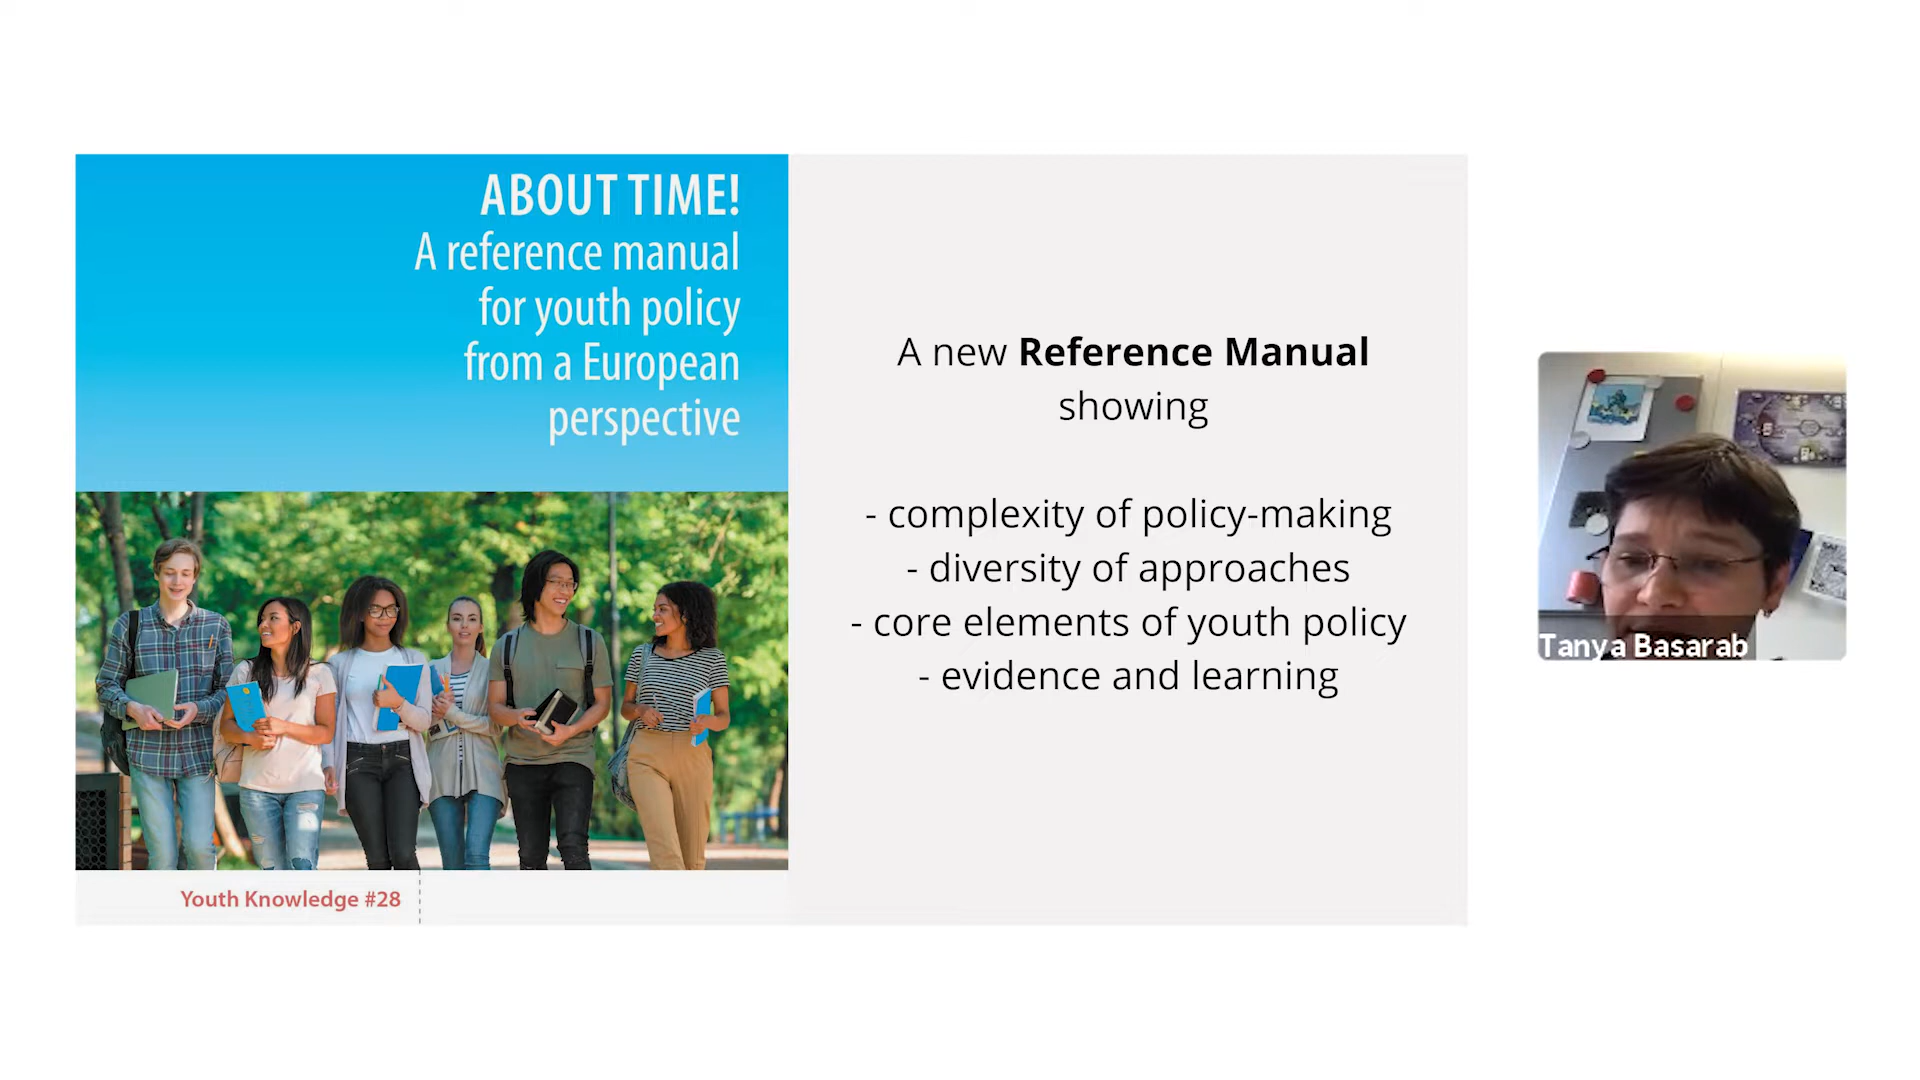 ABOUT TIME!
A reference manual
for youth policy
from a European
perspective
Youth Knowledge #28
A new Reference Manual
showing
- complexity of policy-making
- diversity of approaches
- core elements of youth policy
- evidence and learning
Tanya Basarab